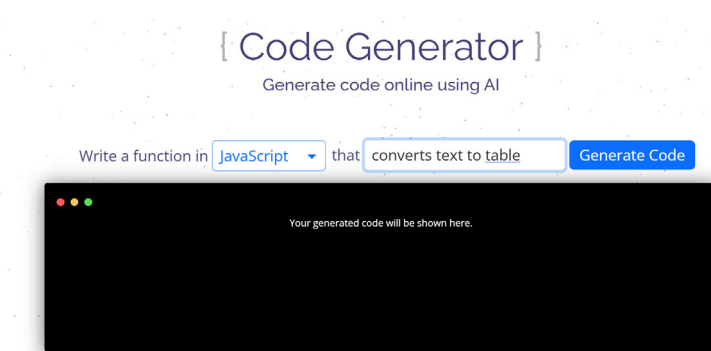 { Code Generator }
Generate code online using AI
Write a function in JavaScript that converts text to table Generate Code
Your generated code will be shown here.